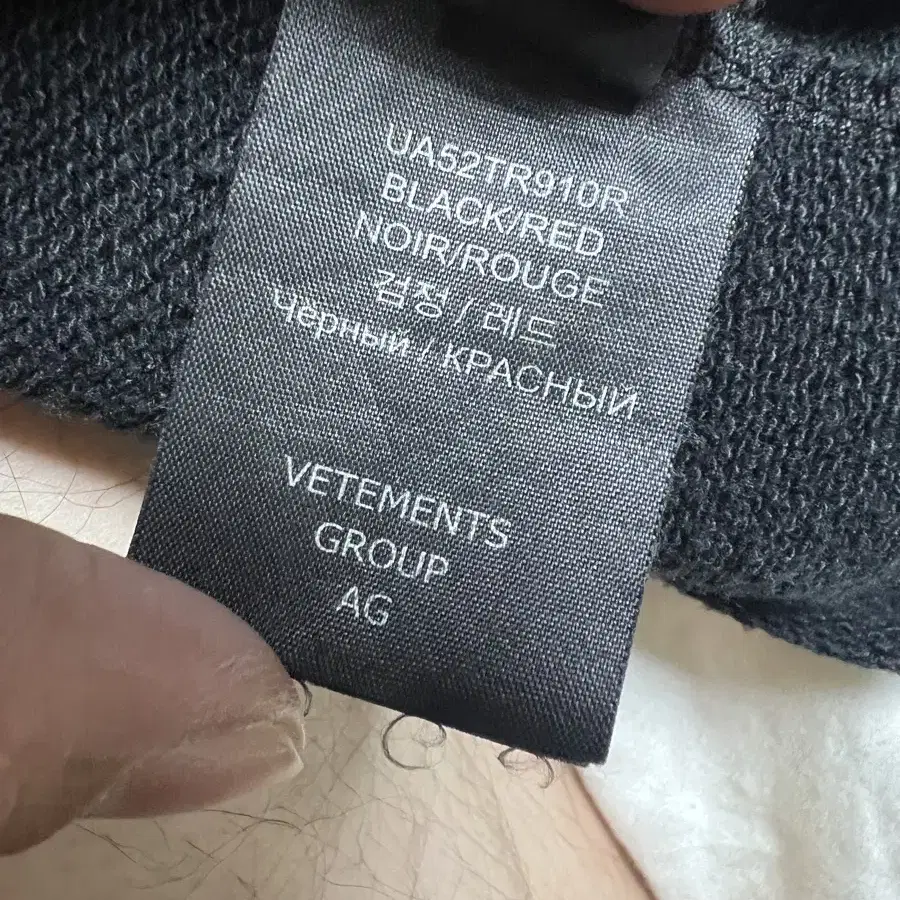 UA52TR910R
BLACK/RED
NOIR/ROUGE
검정 / 레드
Чёрный / КРАСНЫЙ
VETEMENTS
GROUP
AG